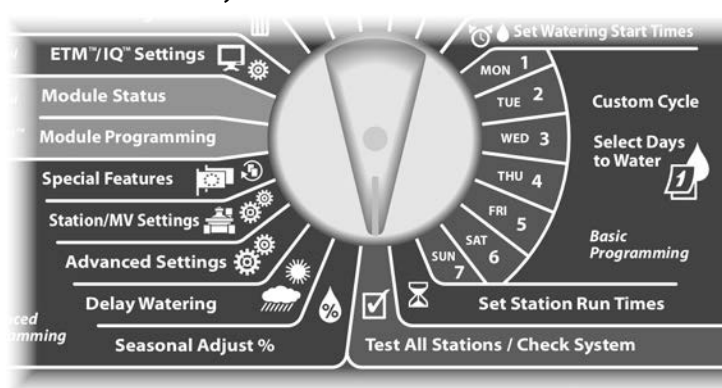 ETM™/IQ™ Settings
Module Status
Module Programming
Special Features
Station/MV Settings
Advanced Settings
Delay Watering
Seasonal Adjust %
%
Set Watering Start Times
MON 1
TUE 2
WED 3
THU 4
FRI 5
SAT 6
SUN 7
Custom Cycle
Select Days
to Water
1
Basic
Programming
Set Station Run Times
Test All Stations / Check System